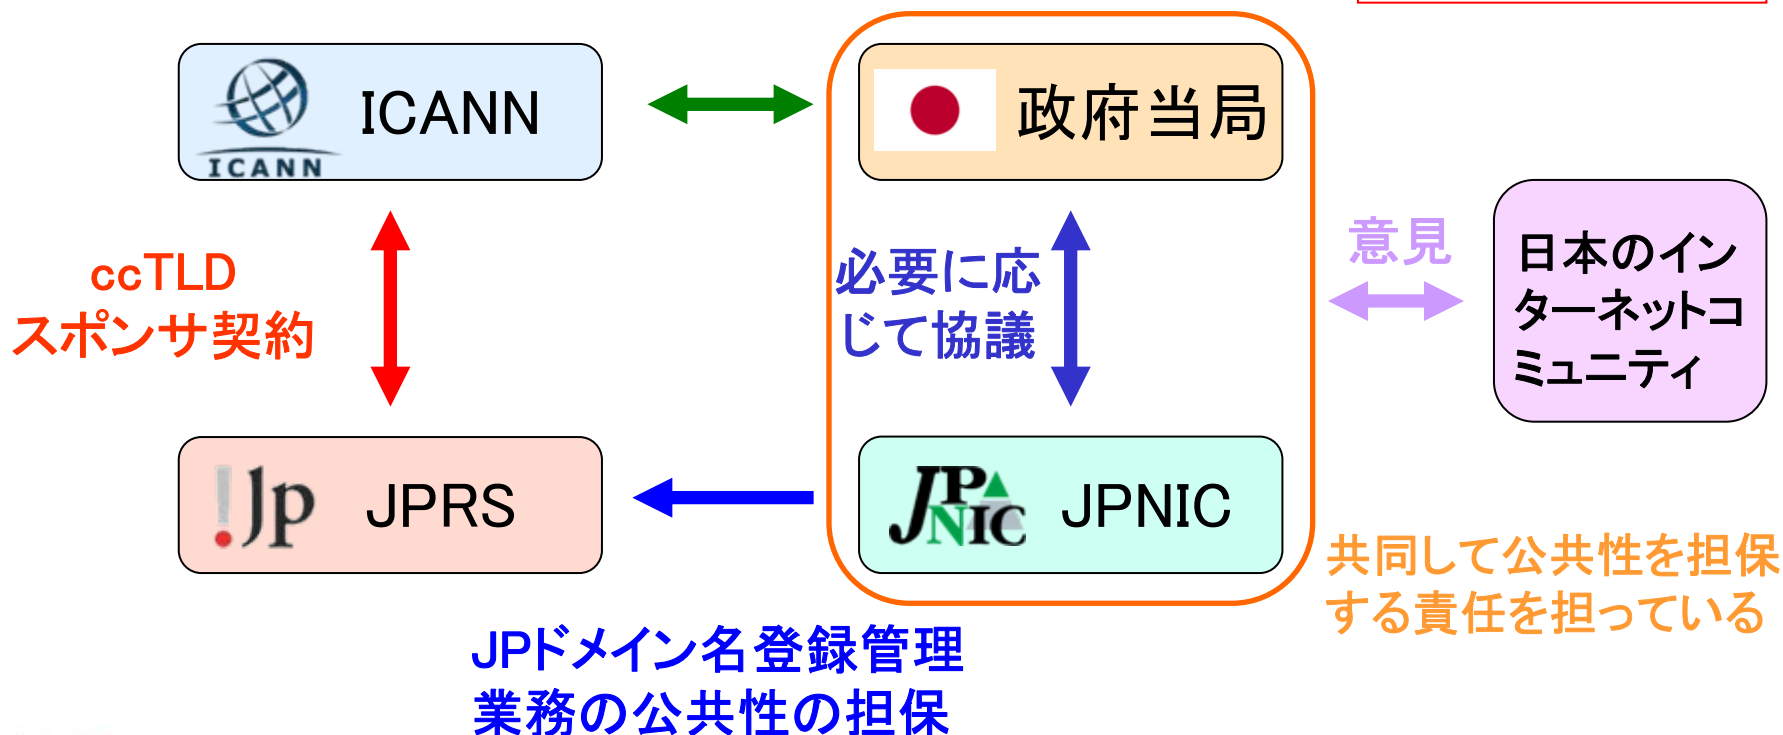 ICANN
ICANN
政府当局
ccTLD
スポンサ契約
必要に応
じて協議
意見
日本のイン
ターネットコ
ミュニティ
JP
JPRS
JPNIC
JPNIC
共同して公共性を担保
する責任を担っている
JPドメイン名登録管理
業務の公共性の担保